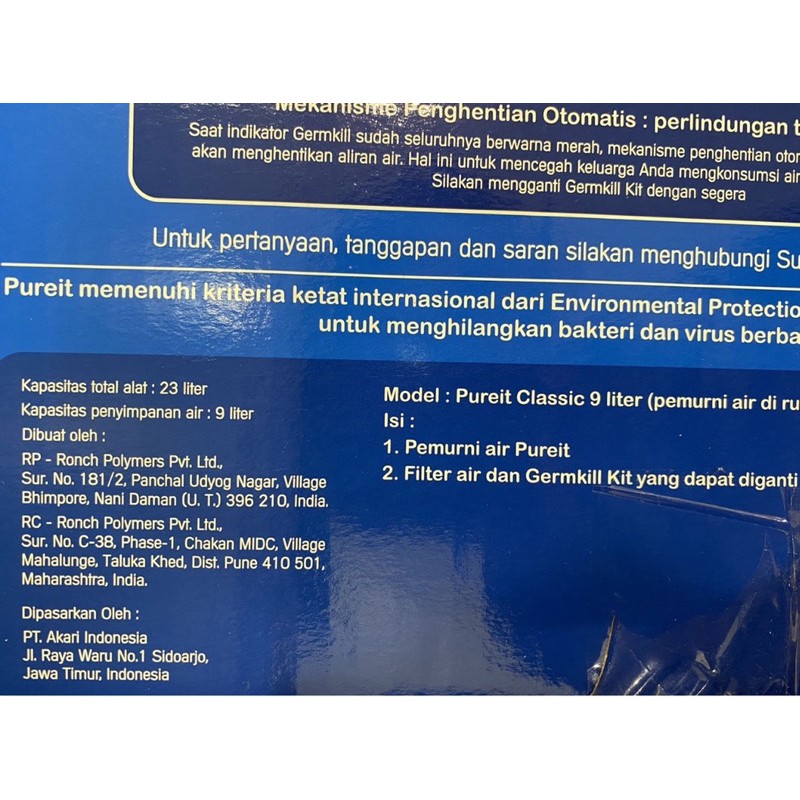 Mekanisme Penghentian Otomatis : perlindungan t
Saat indikator Germkill sudah seluruhnya berwarna merah, mekanisme penghentian otom
akan menghentikan aliran air. Hal ini untuk mencegah keluarga Anda mengkonsumsi air
Silakan mengganti Germkill Kit dengan segera
Untuk pertanyaan, tanggapan dan saran silakan menghubungi Su
Pureit memenuhi kriteria ketat internasional dari Environmental Protectio
untuk menghilangkan bakteri dan virus berba
Kapasitas total alat : 23 liter
Kapasitas penyimpanan air : 9 liter
Dibuat oleh :
RP - Ronch Polymers Pvt. Ltd.,
Sur. No. 181/2, Panchal Udyog Nagar, Village
Bhimpore, Nani Daman (U. T.) 396 210, India.
RC - Ronch Polymers Pvt. Ltd.,
Sur. No. C-38, Phase-1, Chakan MIDC, Village
Mahalunge, Taluka Khed, Dist. Pune 410 501,
Maharashtra, India.
Dipasarkan Oleh :
PT. Akari Indonesia
Jl. Raya Waru No.1 Sidoarjo,
Jawa Timur, Indonesia
Model : Pureit Classic 9 liter (pemurni air di ru
Isi :
1. Pemurni air Pureit
2. Filter air dan Germkill Kit yang dapat diganti